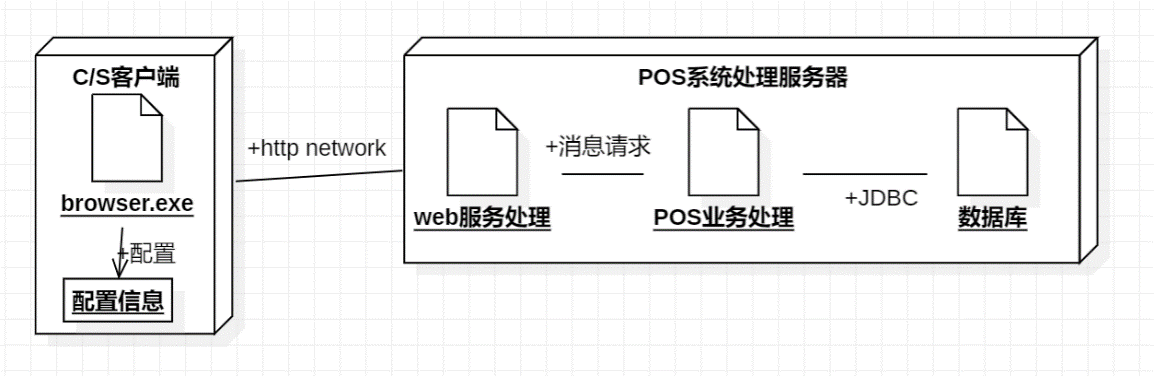 C/S客户端
browser.exe
+配置
配置信息
+http network
POS系统处理服务器
web服务处理
+消息请求
POS业务处理
+JDBC
数据库